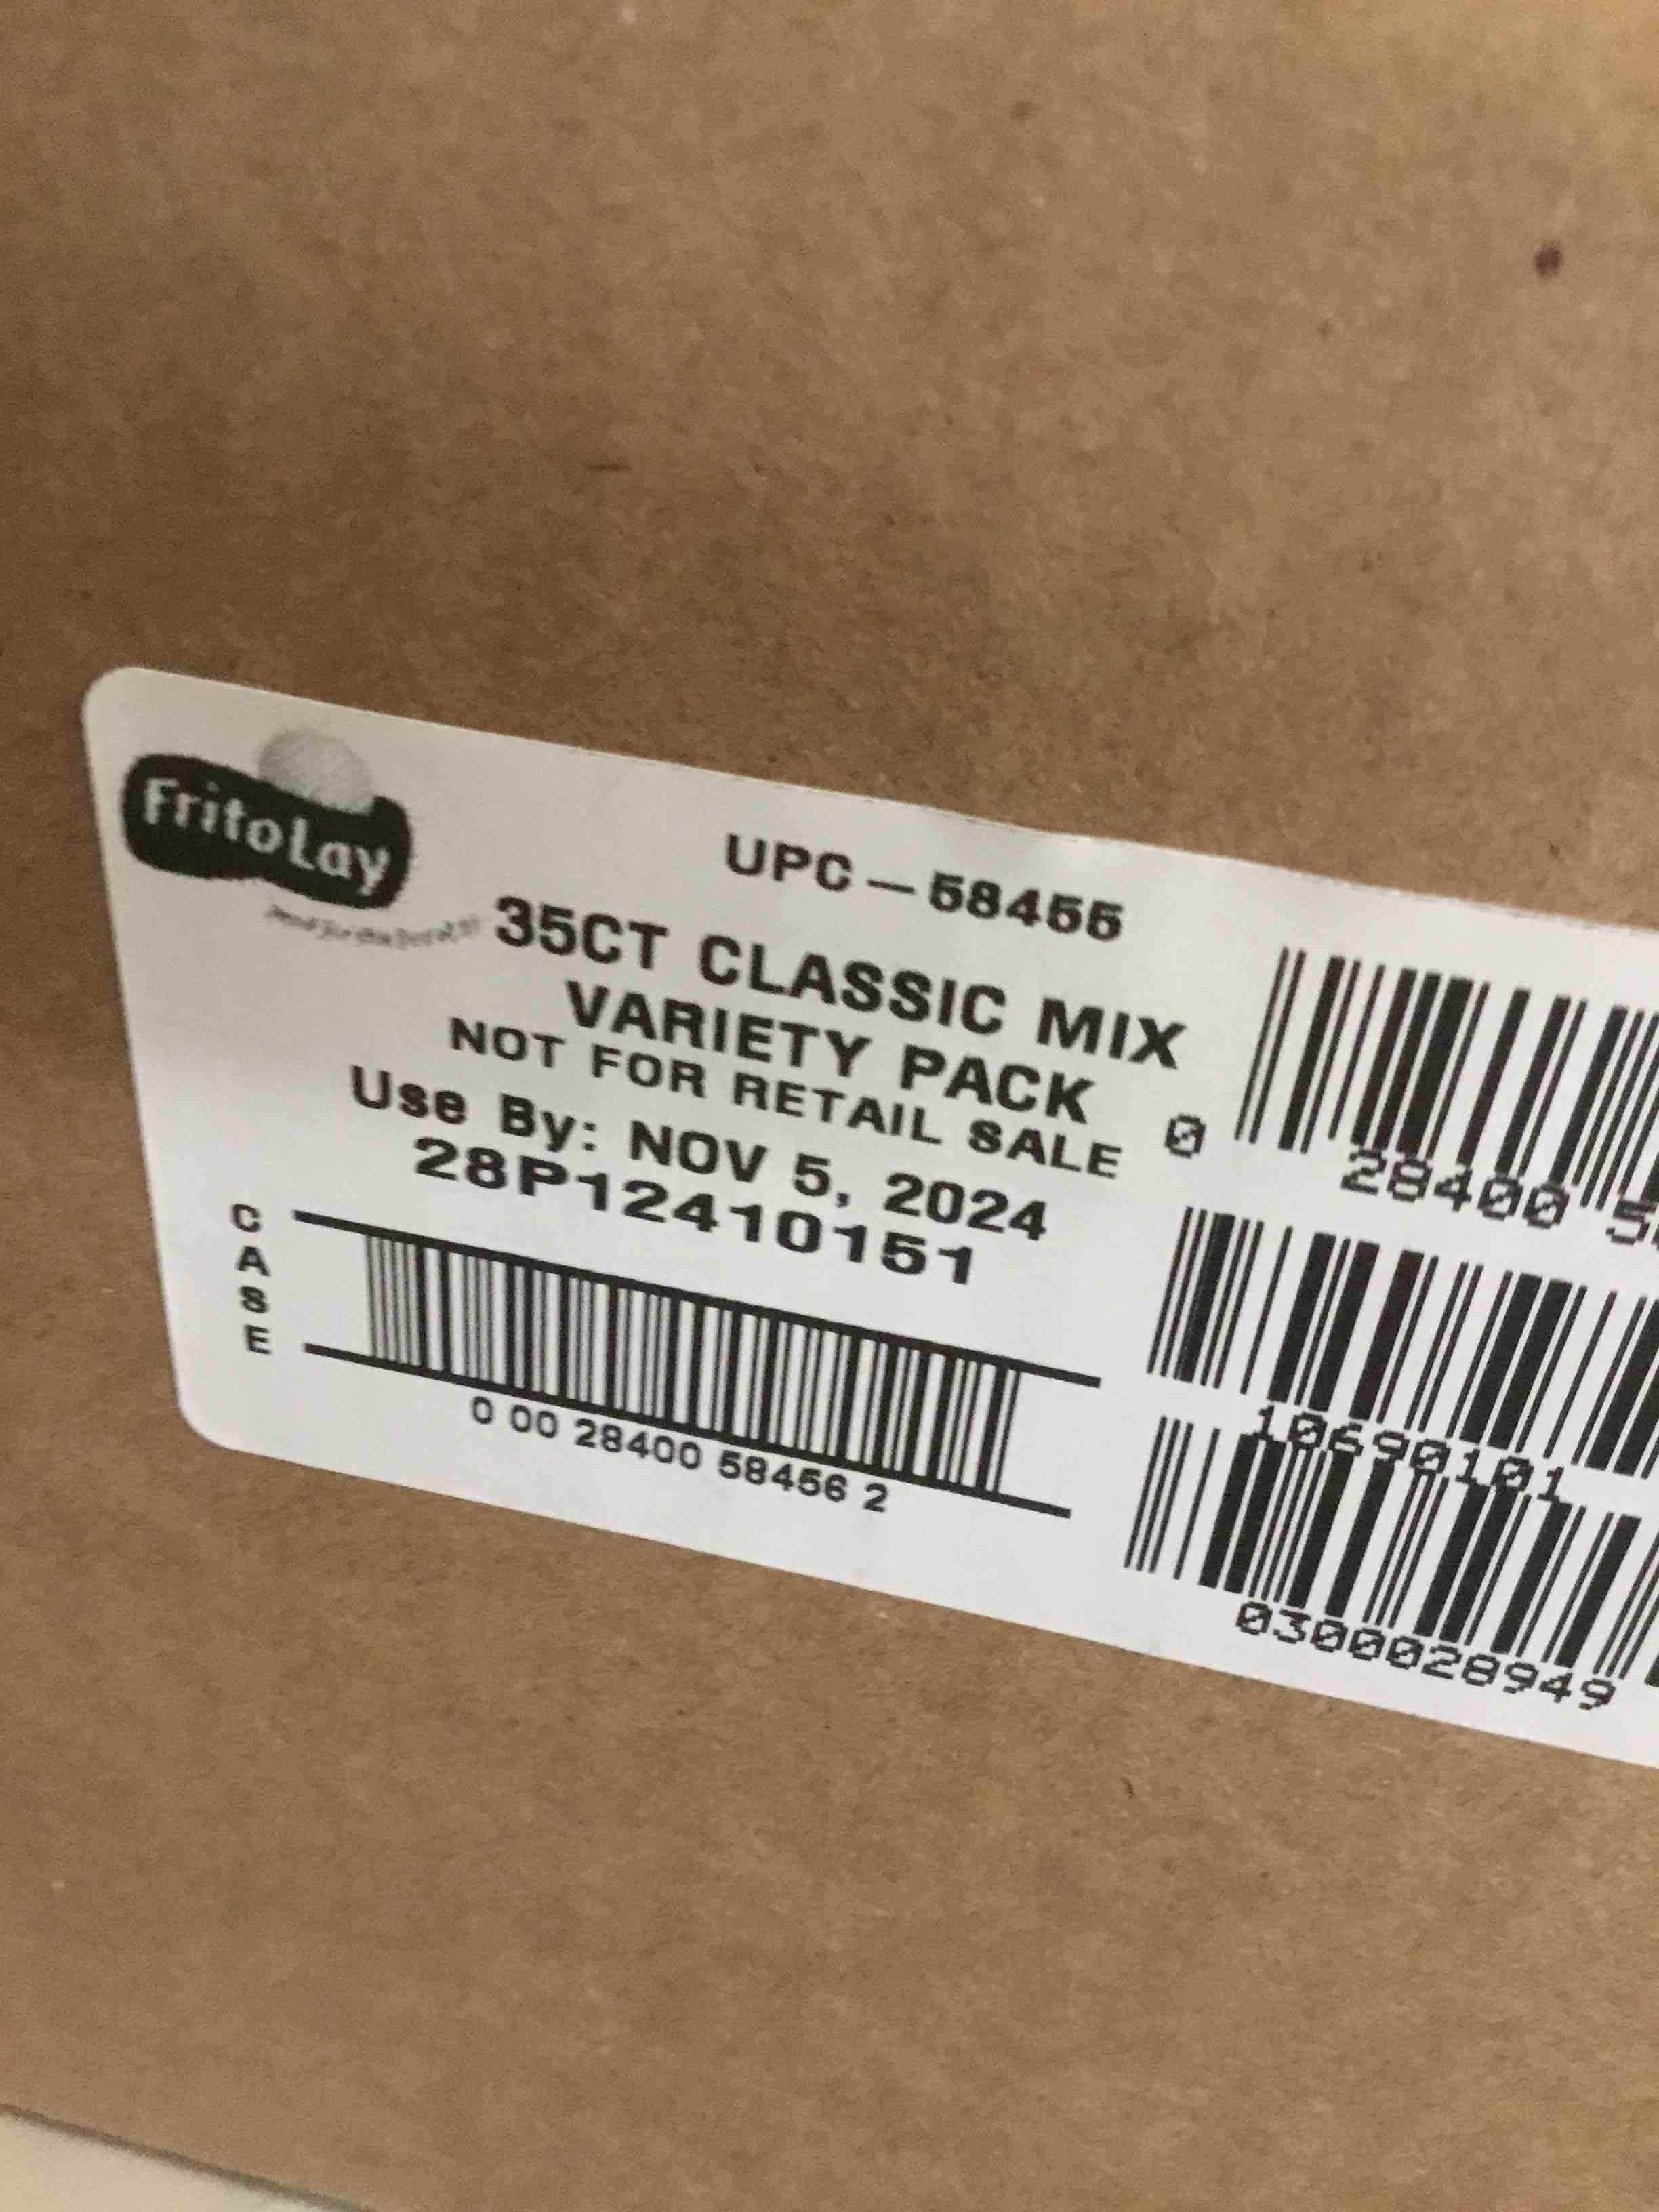 FritoLay
UPC — 58455
35CT CLASSIC MIX
VARIETY PACK
NOT FOR RETAIL SALE
Use By: NOV 5, 2024
28P12410151
CASE
0 00 28400 58456 2
0 28400
10690101
0300028949